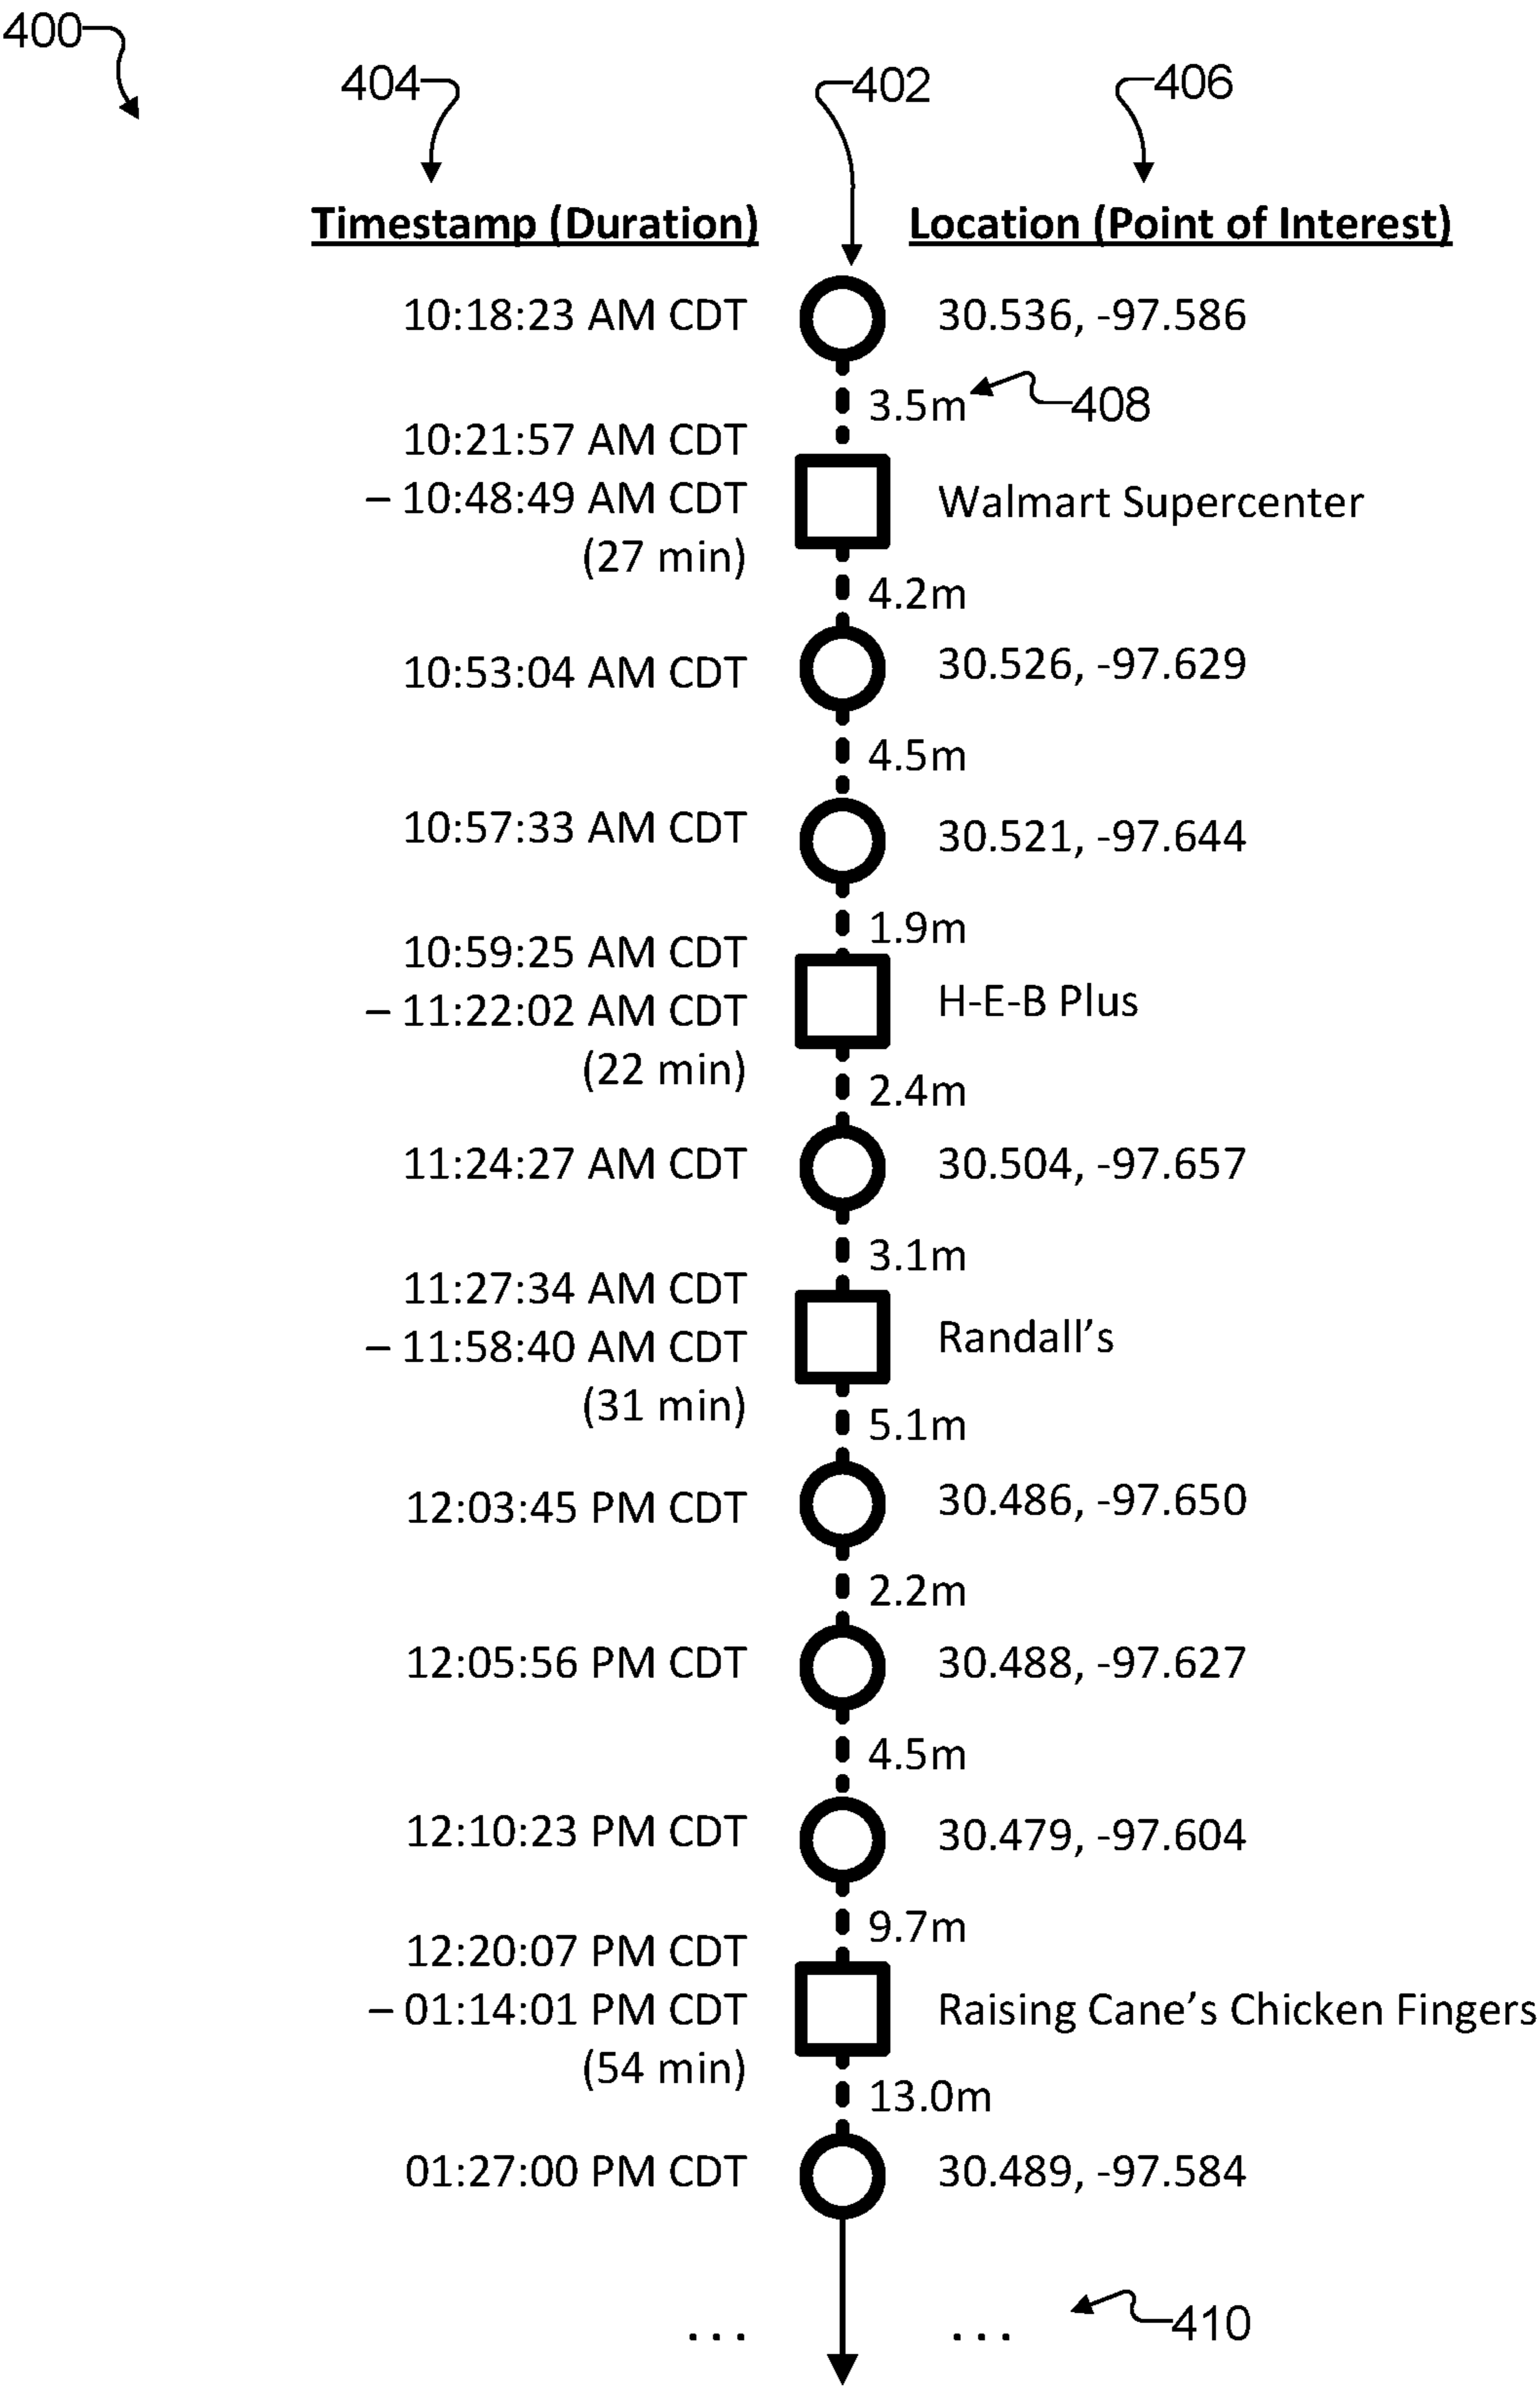 400
404
402
406
Timestamp (Duration)
Location (Point of Interest)
10:18:23 AM CDT
30.536, -97.586
3.5m
408
10:21:57 AM CDT
– 10:48:49 AM CDT
(27 min)
Walmart Supercenter
4.2m
10:53:04 AM CDT
30.526, -97.629
4.5m
10:57:33 AM CDT
30.521, -97.644
1.9m
10:59:25 AM CDT
– 11:22:02 AM CDT
(22 min)
H-E-B Plus
2.4m
11:24:27 AM CDT
30.504, -97.657
3.1m
11:27:34 AM CDT
– 11:58:40 AM CDT
(31 min)
Randall's
5.1m
12:03:45 PM CDT
30.486, -97.650
2.2m
12:05:56 PM CDT
30.488, -97.627
4.5m
12:10:23 PM CDT
30.479, -97.604
9.7m
12:20:07 PM CDT
– 01:14:01 PM CDT
(54 min)
Raising Cane's Chicken Fingers
13.0m
01:27:00 PM CDT
30.489, -97.584
...
...
410